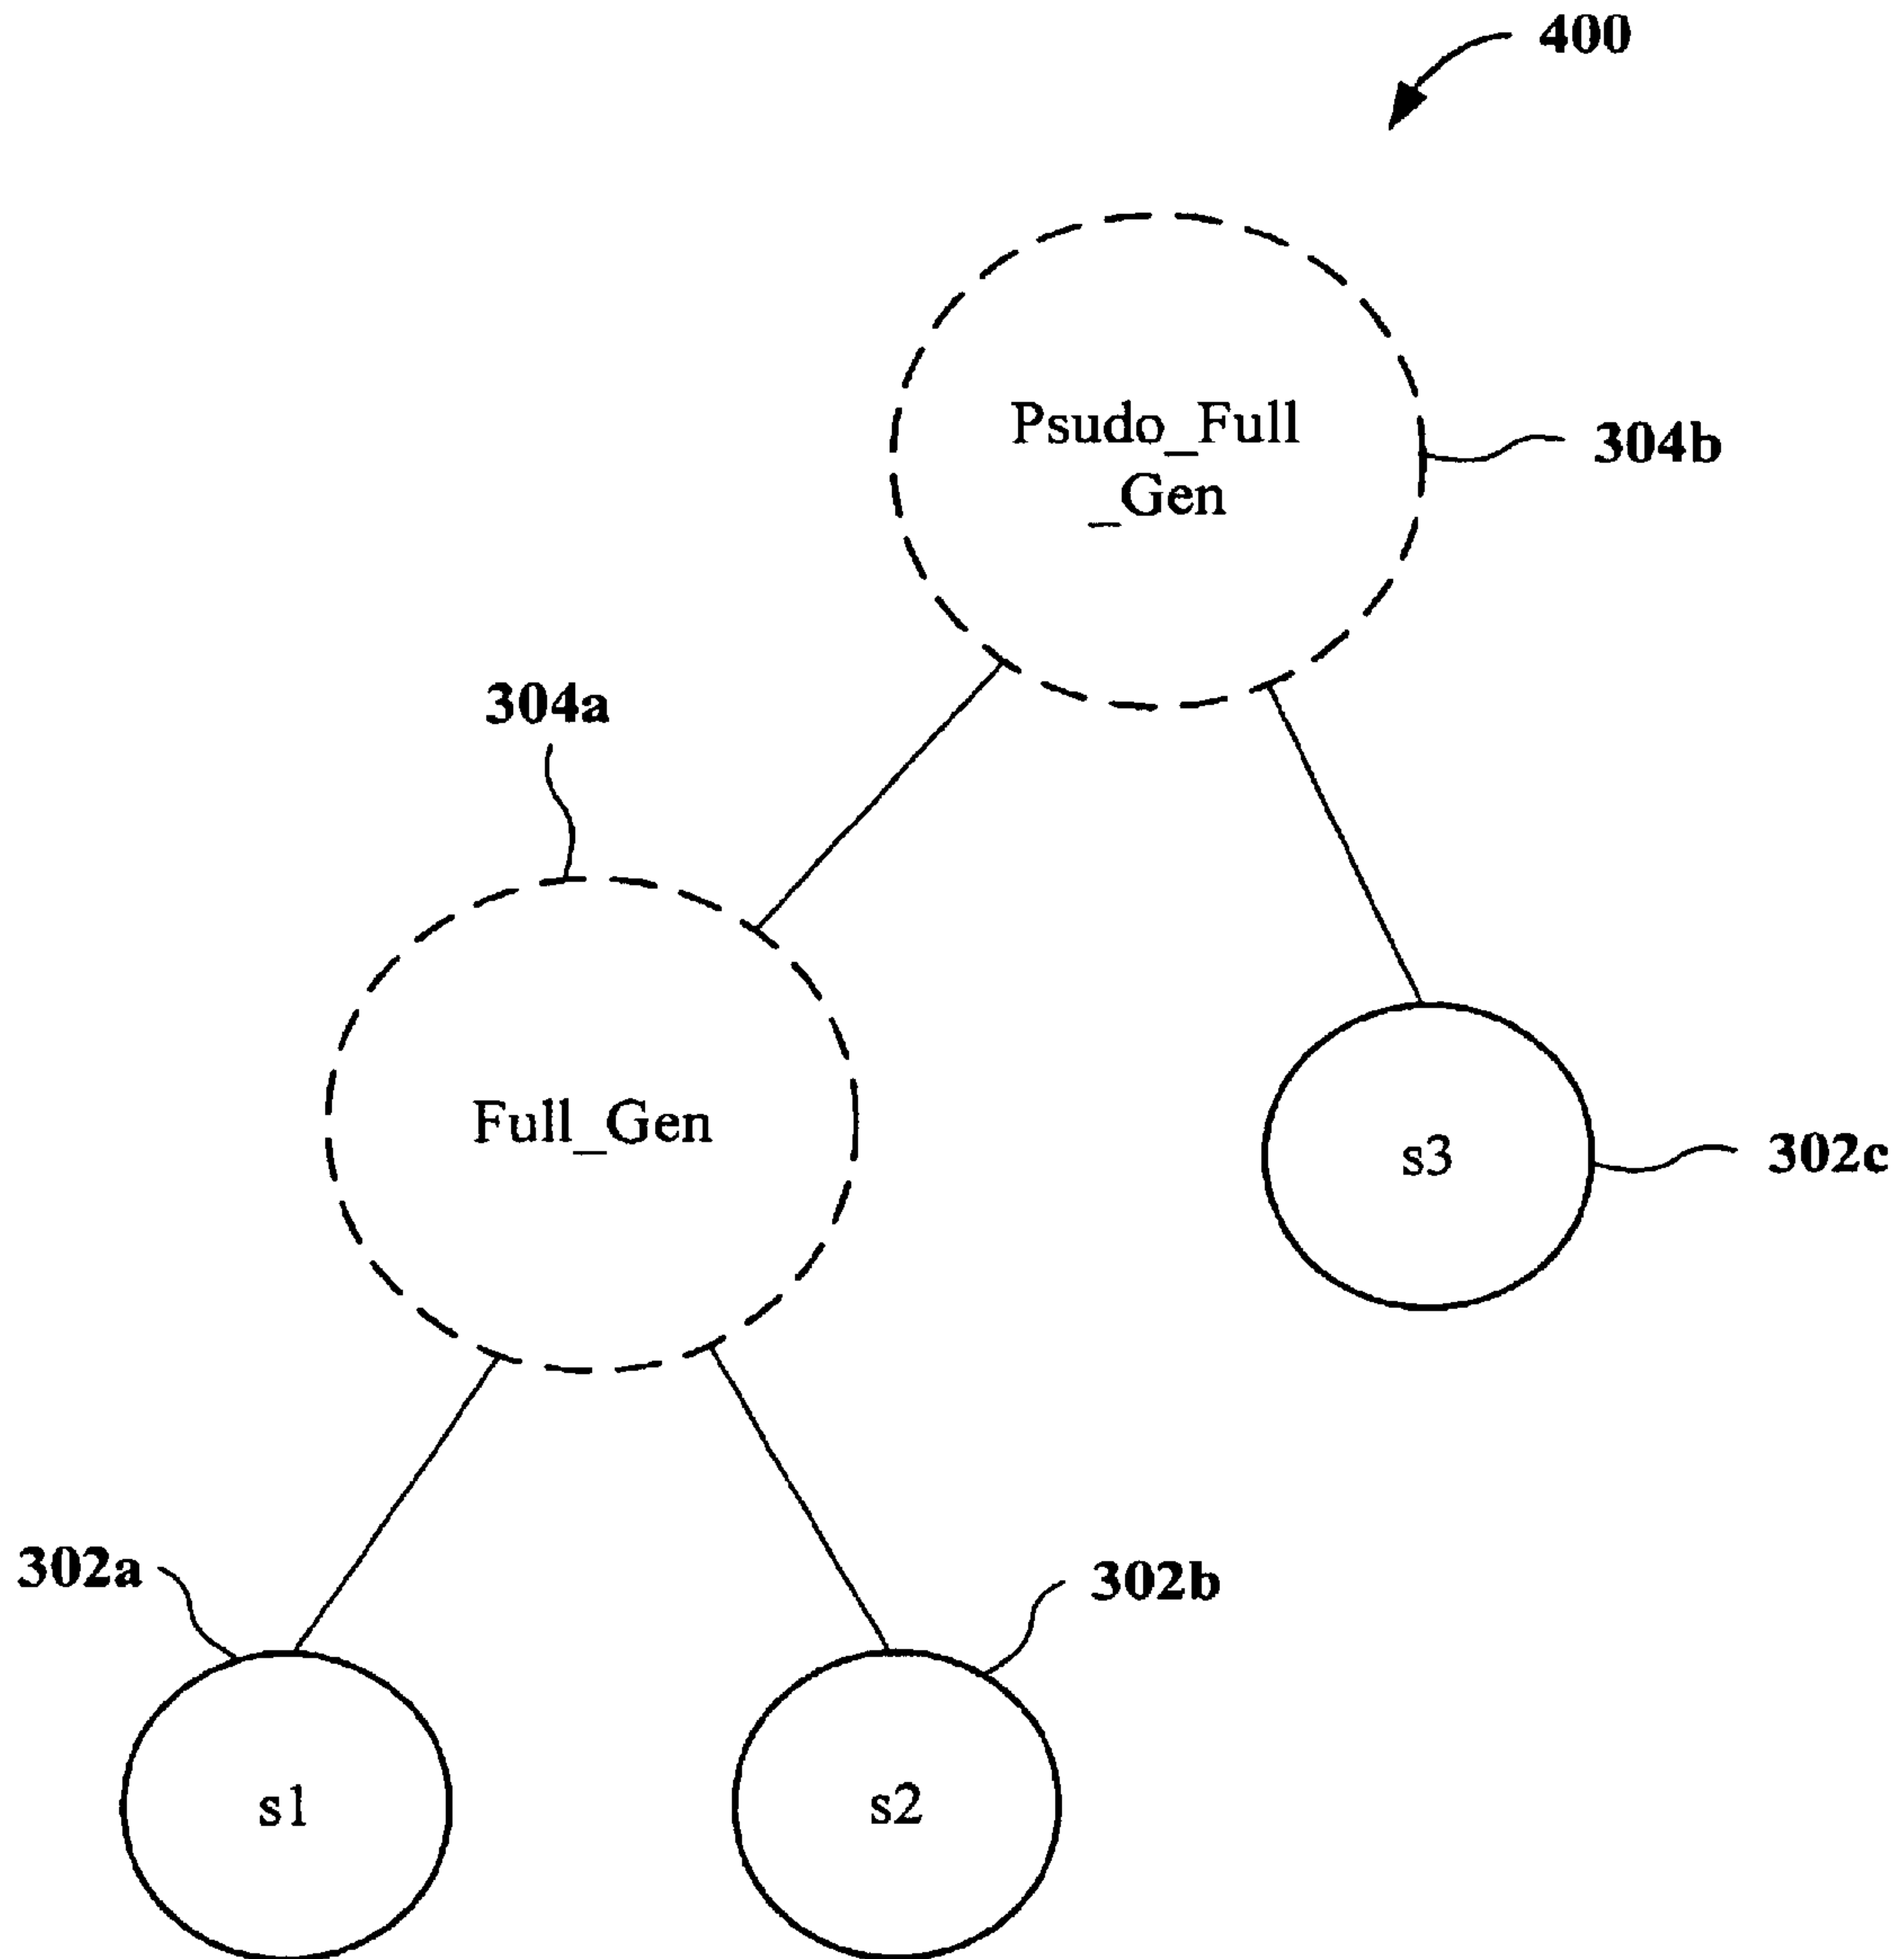 400
Psudo_Full
_Gen
304b
304a
Full_Gen
s3
302c
302a
302b
s1
s2